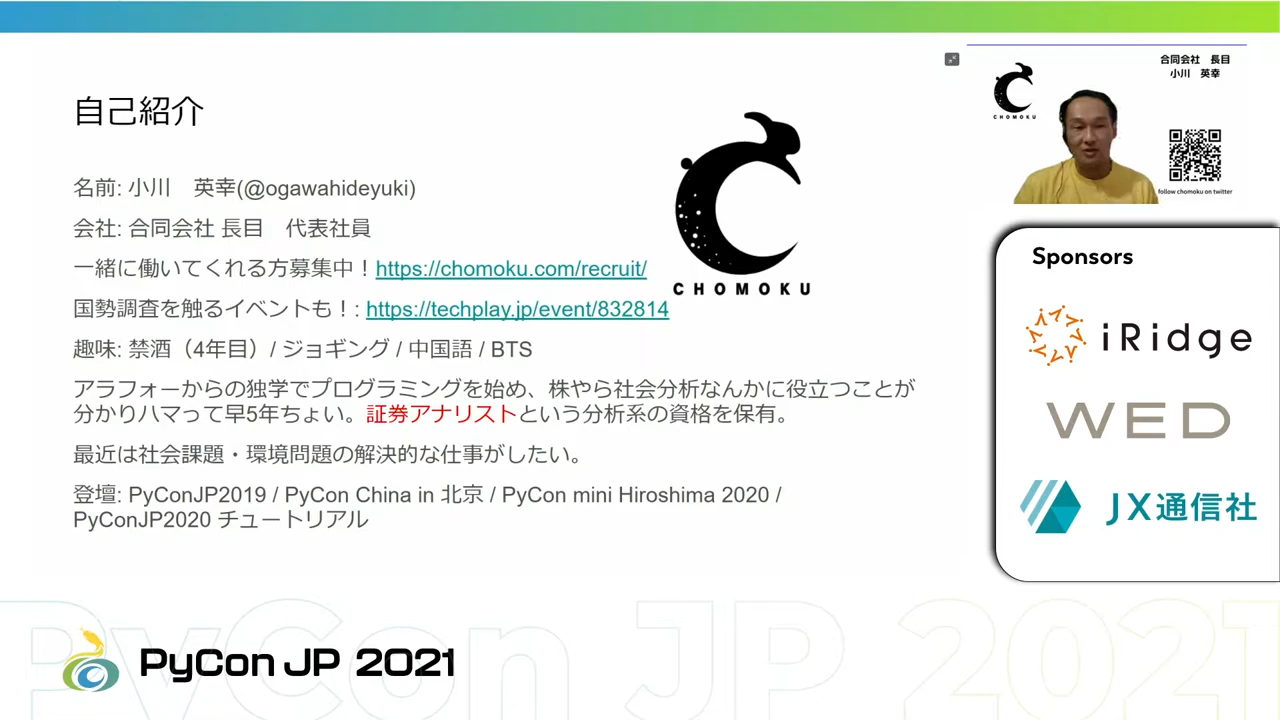 自己紹介
名前: 小川　英幸(@ogawahideyuki)
会社: 合同会社 長目　代表社員
一緒に働いてくれる方募集中！https://chomoku.com/recruit/
国勢調査を触るイベントも！: https://techplay.jp/event/832814
趣味: 禁酒（4年目）/ ジョギング / 中国語 / BTS
アラフォーからの独学でプログラミングを始め、株やら社会分析なんかに役立つことが
分かりハマって早5年ちょい。証券アナリストという分析系の資格を保有。
最近は社会課題・環境問題の解決的な仕事がしたい。
登壇: PyConJP2019 / PyCon China in 北京 / PyCon mini Hiroshima 2020 /
PyConJP2020 チュートリアル
CHOMOKU
合同会社　長目
小川　英幸
CHOMOKU
follow chomoku on twitter
Sponsors
iRidge
WED
JX通信社
PyCon JP 2021
PyCon JP 2021